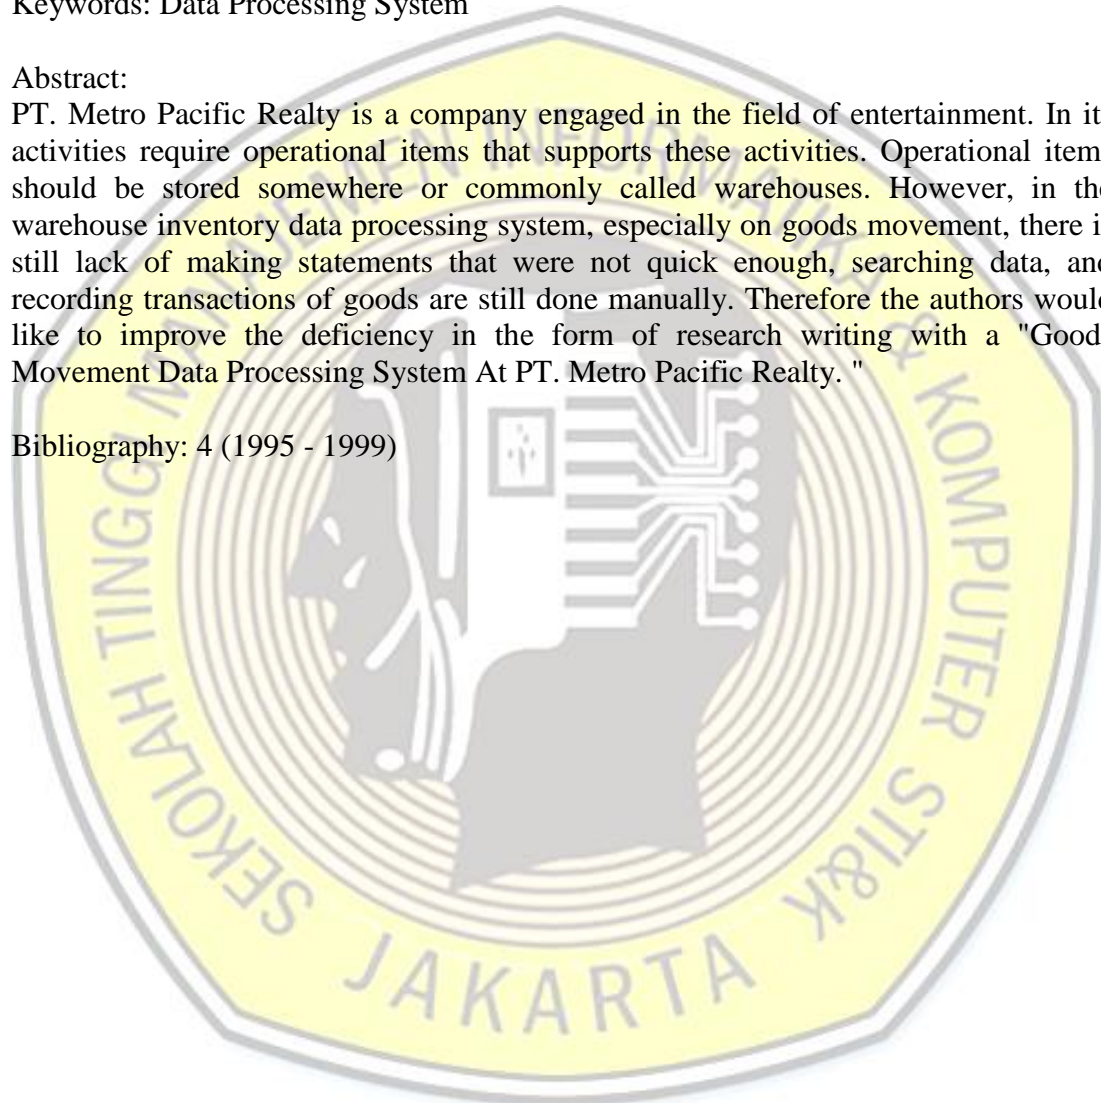 Keywords: Data Processing System
Abstract:
PT. Metro Pacific Realty is a company engaged in the field of entertainment. In it
activities require operational items that supports these activities. Operational item
should be stored somewhere or commonly called warehouses. However, in the
warehouse inventory data processing system, especially on goods movement, there i
still lack of making statements that were not quick enough, searching data, and
recording transactions of goods are still done manually. Therefore the authors would
like to improve the deficiency in the form of research writing with a "Good
Movement Data Processing System At PT. Metro Pacific Realty. "
Bibliography: 4 (1995 - 1999)
SEKOLAH TINGGI MANAJEMEN INFORMATIKA & KOMPUTER STI&K
JAKARTA